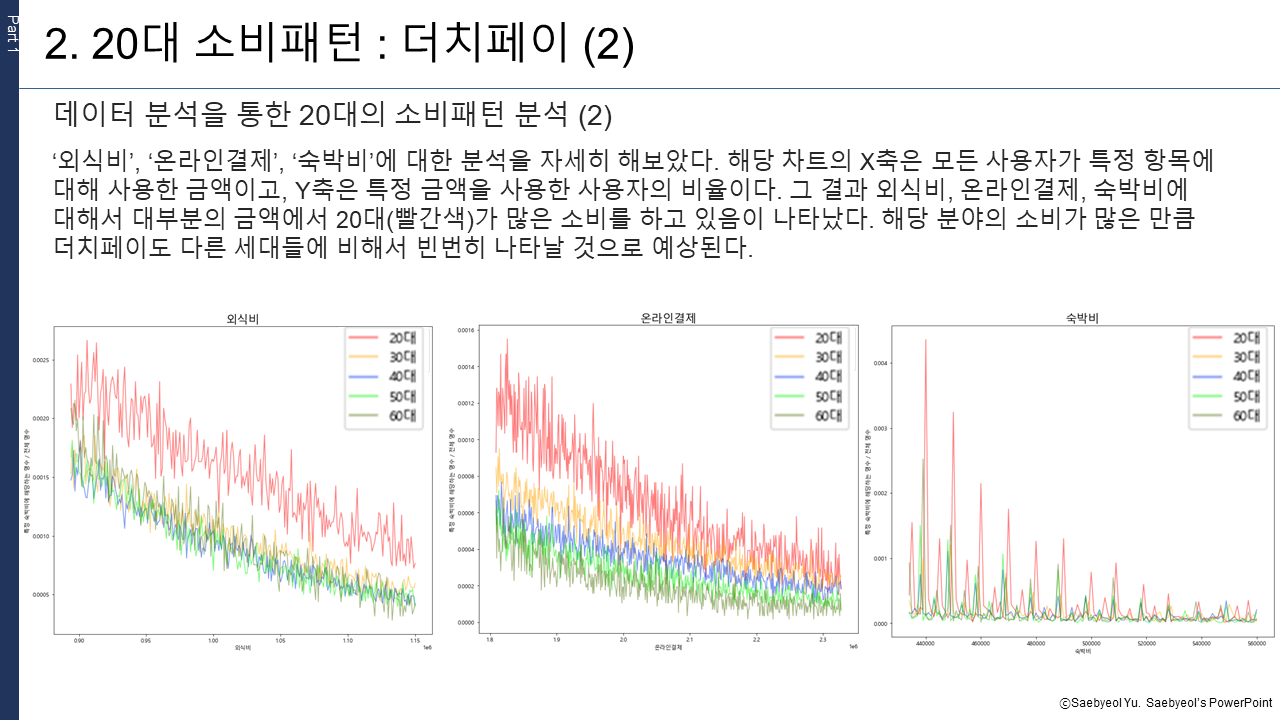 Part 1
2. 20대 소비패턴 : 더치페이 (2)
데이터 분석을 통한 20대의 소비패턴 분석 (2)
‘외식비’, ‘온라인결제’, ‘숙박비’에 대한 분석을 자세히 해보았다. 해당 차트의 X축은 모든 사용자가 특정 항목에
대해 사용한 금액이고, Y축은 특정 금액을 사용한 사용자의 비율이다. 그 결과 외식비, 온라인결제, 숙박비에
대해서 대부분의 금액에서 20대(빨간색)가 많은 소비를 하고 있음이 나타났다. 해당 분야의 소비가 많은 만큼
더치페이도 다른 세대들에 비해서 빈번히 나타날 것으로 예상된다.
외식비
20대
30대
40대
50대
60대
0.0025
0.0020
0.0015
0.0010
0.0005
특정 숙박비에 해당하는 명수 / 전체 명수
0.90 0.95 1.00 1.05 1.10 1.15
외식비 1e6
온라인결제
20대
30대
40대
50대
60대
0.0016
0.0014
0.0012
0.0010
0.0008
0.0006
0.0004
0.0002
0.0000
특정 숙박비에 해당하는 명수 / 전체 명수
1.8 1.9 2.0 2.1 2.2 2.3
온라인결제 1e6
숙박비
20대
30대
40대
50대
60대
0.004
0.003
0.002
0.001
0.000
특정 숙박비에 해당하는 명수 / 전체 명수
440000 460000 480000 500000 520000 540000 560000
숙박비
ⓒSaebyeol Yu. Saebyeol’s PowerPoint